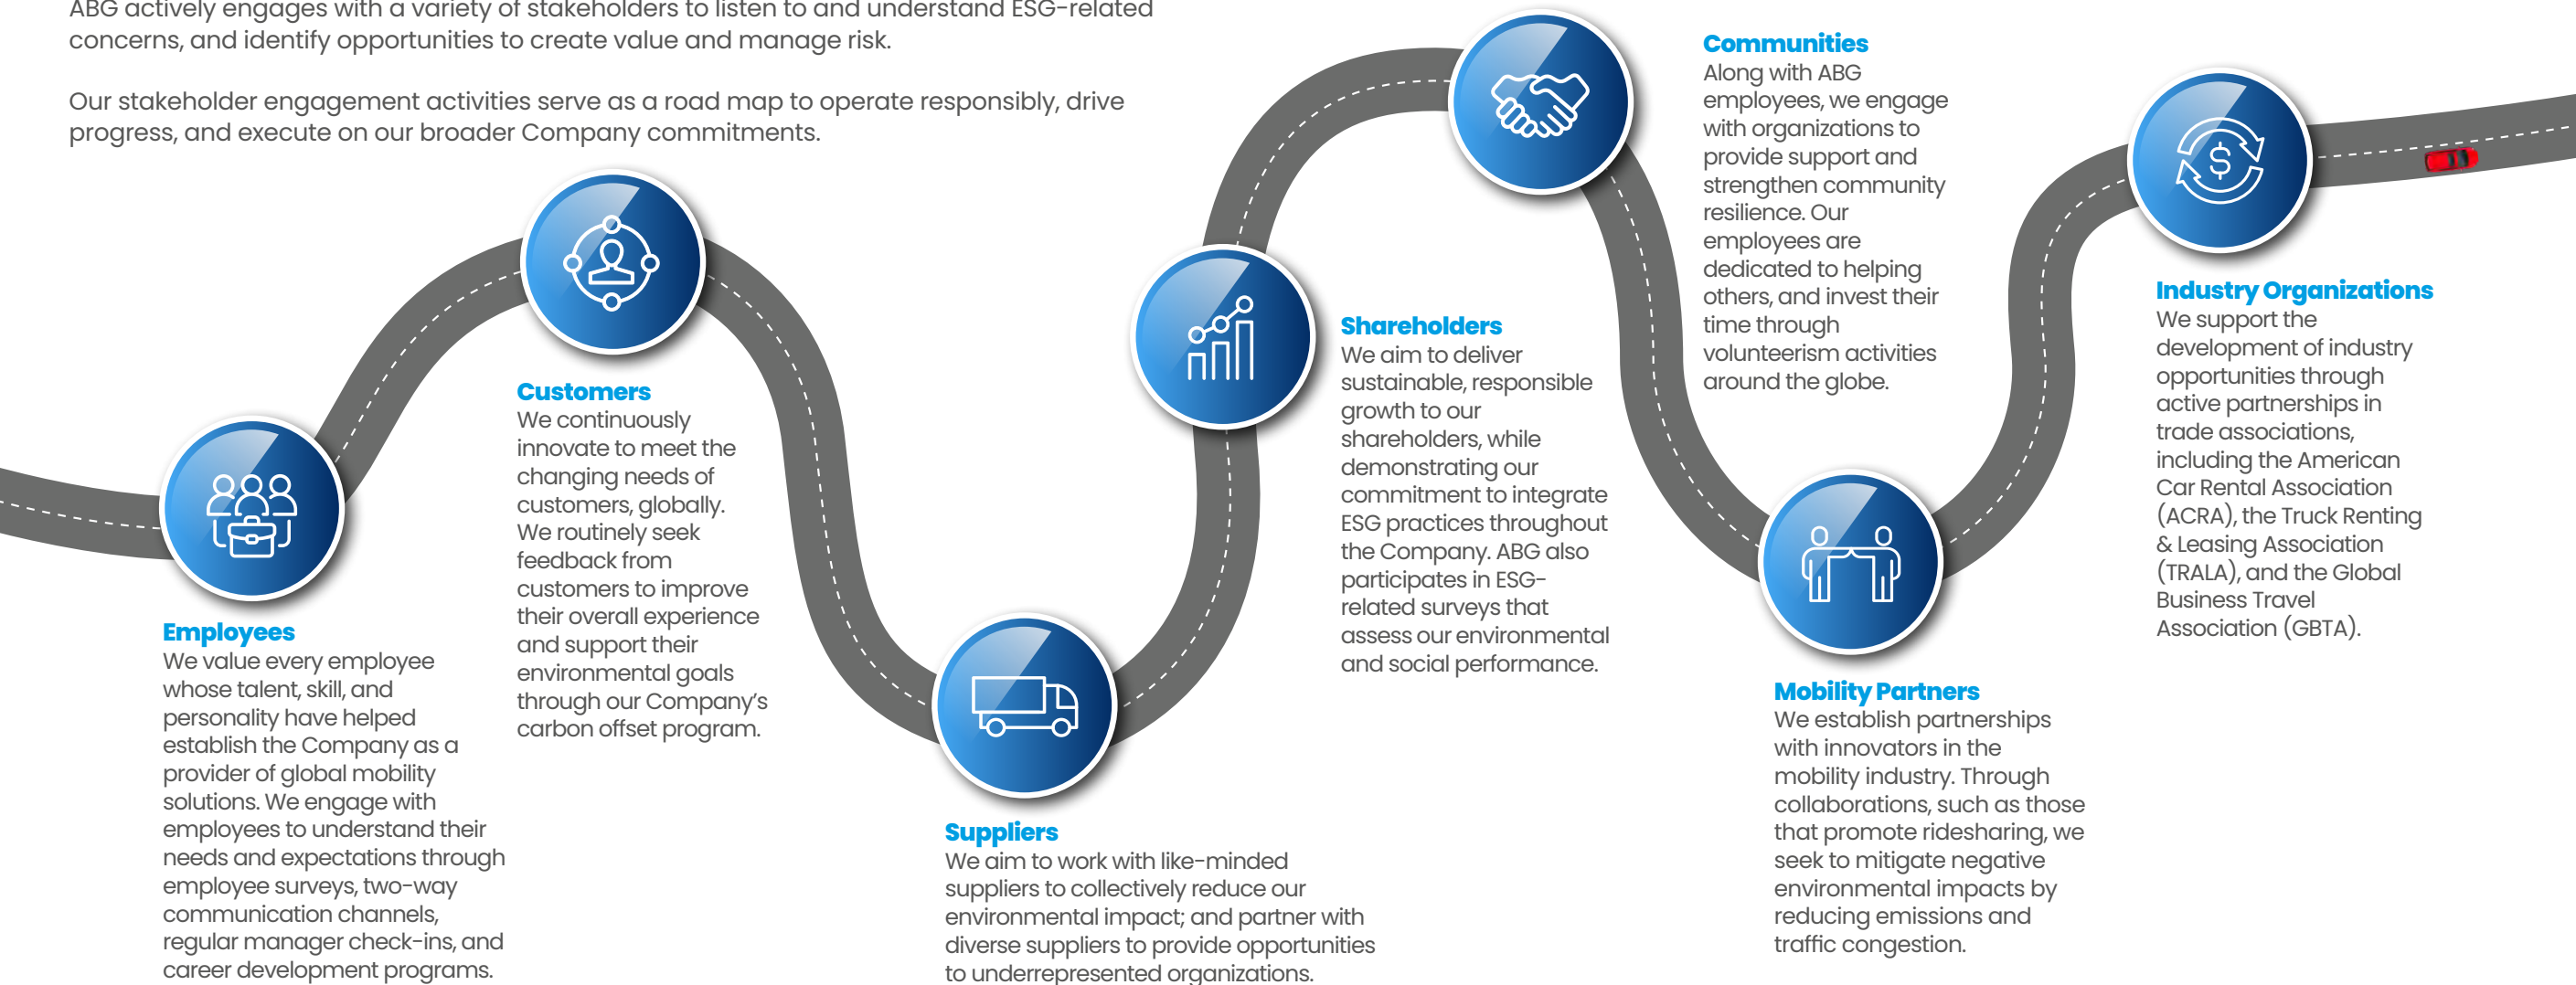 ABG actively engages with a variety of stakeholders to listen to and understand ESG-related
concerns, and identify opportunities to create value and manage risk.
Our stakeholder engagement activities serve as a road map to operate responsibly, drive
progress, and execute on our broader Company commitments.
Employees
We value every employee
whose talent, skill, and
personality have helped
establish the Company as a
provider of global mobility
solutions. We engage with
employees to understand their
needs and expectations through
employee surveys, two-way
communication channels,
regular manager check-ins, and
career development programs.
Customers
We continuously
innovate to meet the
changing needs of
customers, globally.
We routinely seek
feedback from
customers to improve
their overall experience
and support their
environmental goals
through our Company's
carbon offset program.
Suppliers
We aim to work with like-minded
suppliers to collectively reduce our
environmental impact; and partner with
diverse suppliers to provide opportunities
to underrepresented organizations.
Shareholders
We aim to deliver
sustainable, responsible
growth to our
shareholders, while
demonstrating our
commitment to integrate
ESG practices throughout
the Company. ABG also
participates in ESG-
related surveys that
assess our environmental
and social performance.
Communities
Along with ABG
employees, we engage
with organizations to
provide support and
strengthen community
resilience. Our
employees are
dedicated to helping
others, and invest their
time through
volunteerism activities
around the globe.
Mobility Partners
We establish partnerships
with innovators in the
mobility industry. Through
collaborations, such as those
that promote ridesharing, we
seek to mitigate negative
environmental impacts by
reducing emissions and
traffic congestion.
Industry Organizations
We support the
development of industry
opportunities through
active partnerships in
trade associations,
including the American
Car Rental Association
(ACRA), the Truck Renting
& Leasing Association
(TRALA), and the Global
Business Travel
Association (GBTA).
$